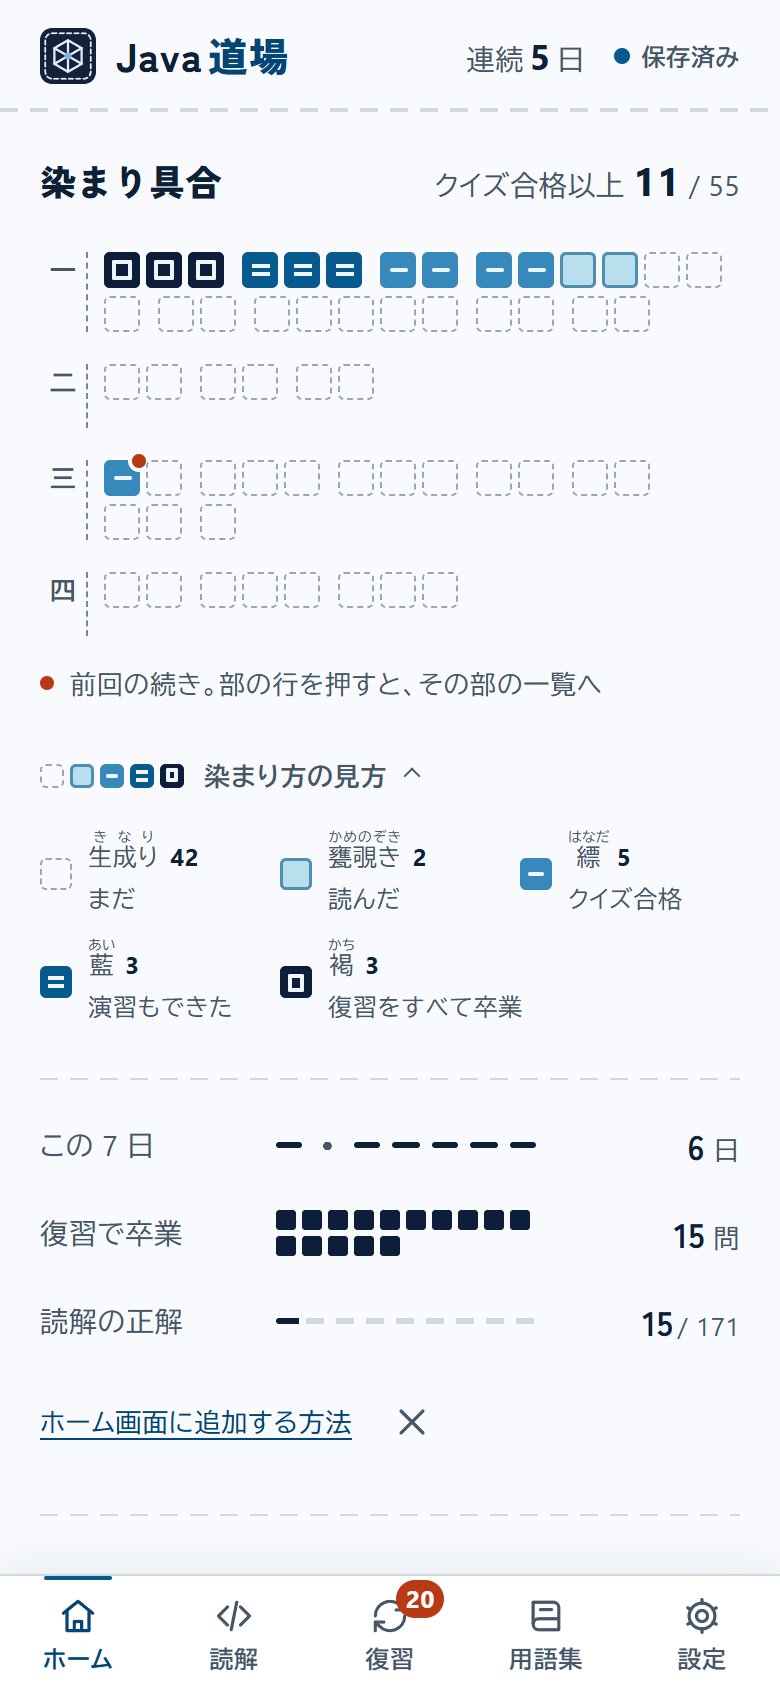 Java 道場
連続 5 日 保存済み
染まり具合
クイズ合格以上 11 / 55
一
二
三
四
前回の続き。部の行を押すと、その部の一覧へ
染まり方の見方
きなり
生成り 42
まだ
かめのぞき
甕覗き 2
読んだ
はなだ
縹 5
クイズ合格
あい
藍 3
演習もできた
かち
褐 3
復習をすべて卒業
この 7 日
6 日
復習で卒業
15 問
読解の正解
15 / 171
ホーム画面に追加する方法
20
ホーム 読解 復習 用語集 設定